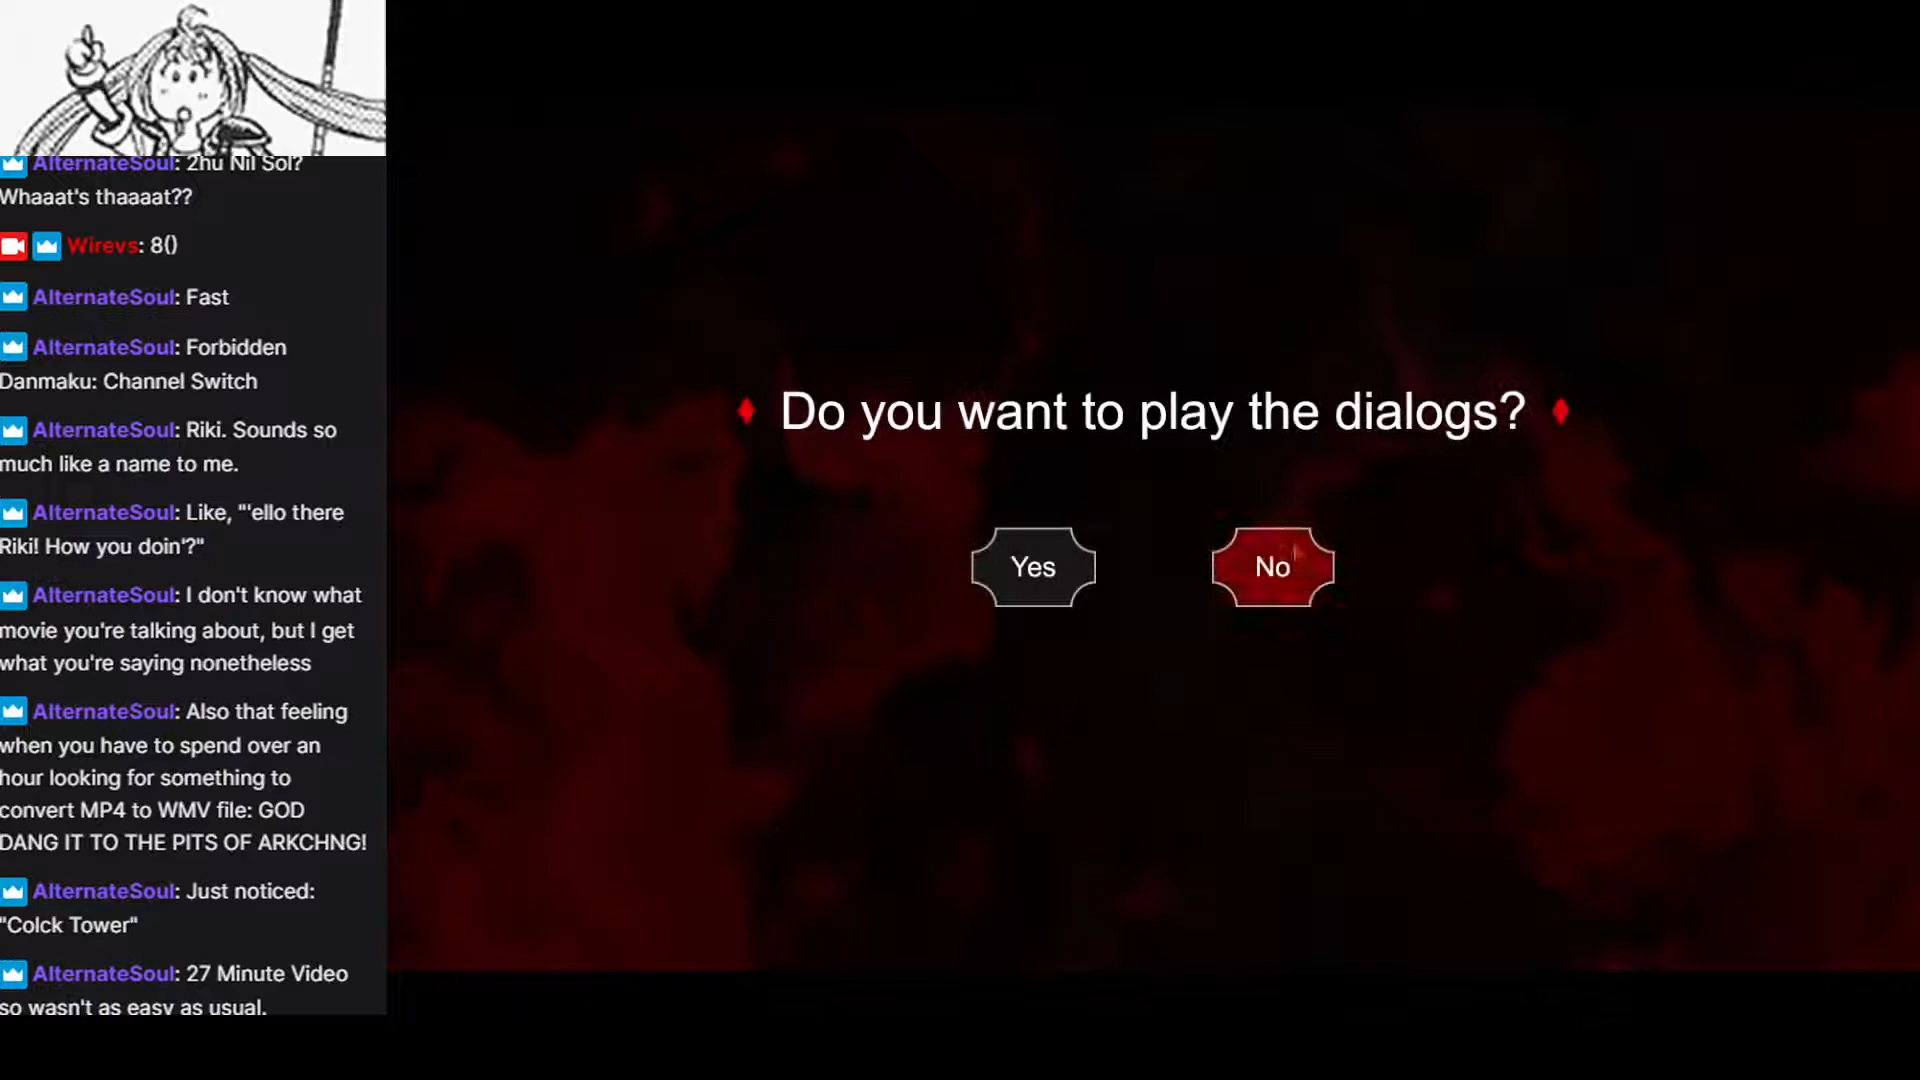 AlternateSoul: 2hu Nil Sol?
Whaaat's thaaaat??
Wirevs: 8()
AlternateSoul: Fast
AlternateSoul: Forbidden
Danmaku: Channel Switch
AlternateSoul: Riki. Sounds so
much like a name to me.
AlternateSoul: Like, "'ello there
Riki! How you doin'?"
AlternateSoul: I don't know what
movie you're talking about, but I get
what you're saying nonetheless
AlternateSoul: Also that feeling
when you have to spend over an
hour looking for something to
convert MP4 to WMV file: GOD
DANG IT TO THE PITS OF ARKCHNG!
AlternateSoul: Just noticed:
"Colck Tower"
AlternateSoul: 27 Minute Video
so wasn't as easy as usual.
Do you want to play the dialogs?
Yes
No